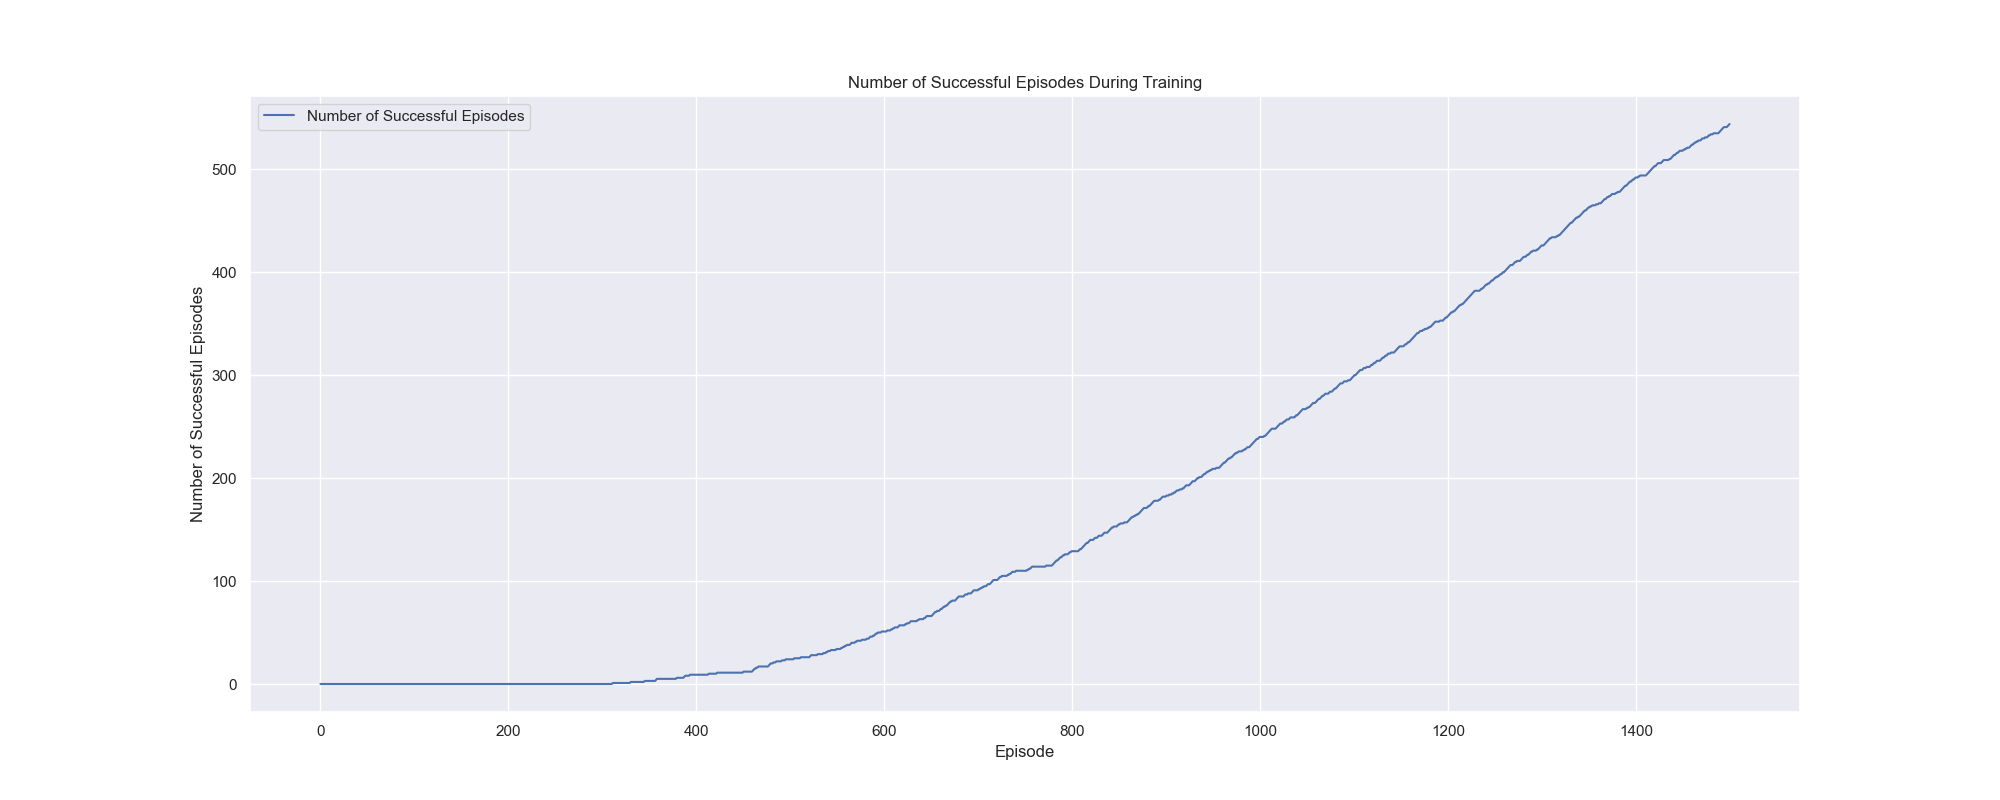 Number of Successful Episodes During Training
Number of Successful Episodes
500
400
300
200
100
0
Number of Successful Episodes
0 200 400 600 800 1000 1200 1400
Episode